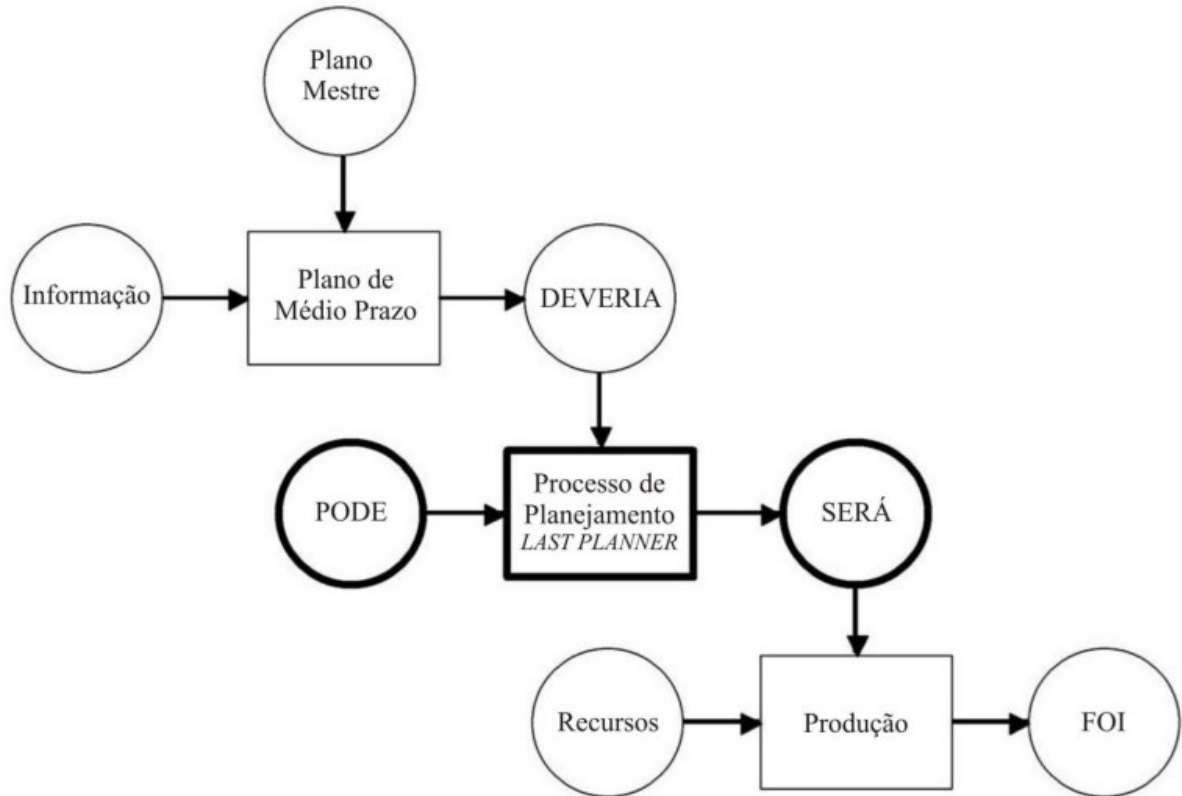 Plano
Mestre
Informação
Plano de
Médio Prazo
DEVERIA
PODE
Processo de
Planejamento
LAST PLANNER
SERÁ
Recursos
Produção
FOI